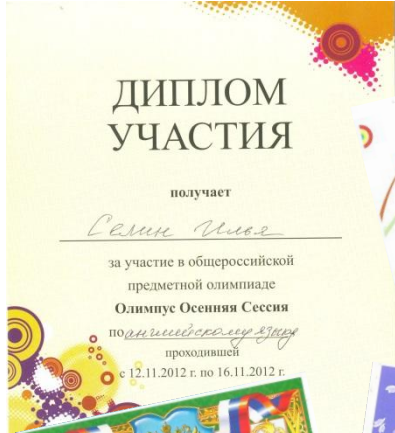 ДИПЛОМ
УЧАСТИЯ
получает
Селин Илья
за участие в общероссийской
предметной олимпиаде
Олимпус Осенняя Сессия
по английскому языку
проходившей
с 12.11.2012 г. по 16.11.2012 г.